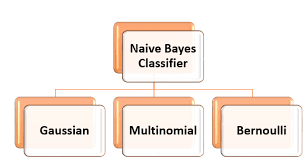 Naive Bayes
Classifier
Gaussian
Multinomial
Bernoulli